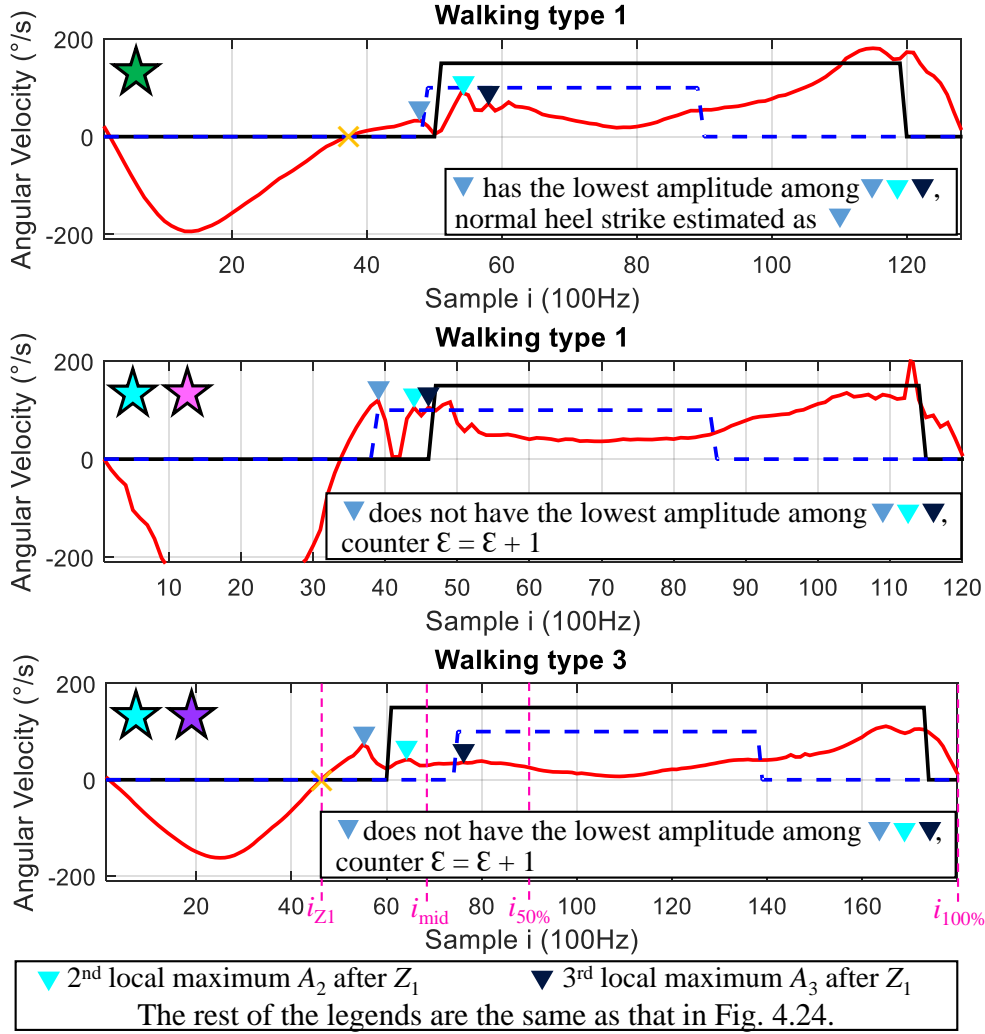 Walking type 1
Angular Velocity (°/s)
200
0
-200
20
40
60
80
100
120
▼ has the lowest amplitude among ▼▼▼,
normal heel strike estimated as ▼
Sample i (100Hz)
Walking type 1
Angular Velocity (°/s)
200
0
-200
10
20
30
40
50
60
70
80
90
100
110
120
▼ does not have the lowest amplitude among ▼▼▼,
counter Ɛ = Ɛ + 1
Sample i (100Hz)
Walking type 3
Angular Velocity (°/s)
200
0
-200
20
40
60
80
100
120
140
160
▼ does not have the lowest amplitude among ▼▼▼,
counter Ɛ = Ɛ + 1
i_Z1
i_mid
i_50%
i_100%
Sample i (100Hz)
▼ 2nd local maximum A2 after Z1 ▼ 3rd local maximum A3 after Z1
The rest of the legends are the same as that in Fig. 4.24.